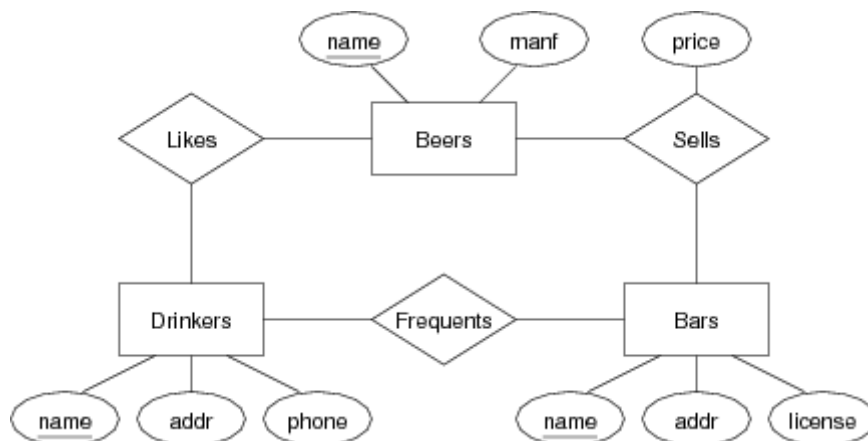 name
manf
price
Likes
Beers
Sells
Drinkers
Frequents
Bars
name
addr
phone
name
addr
license